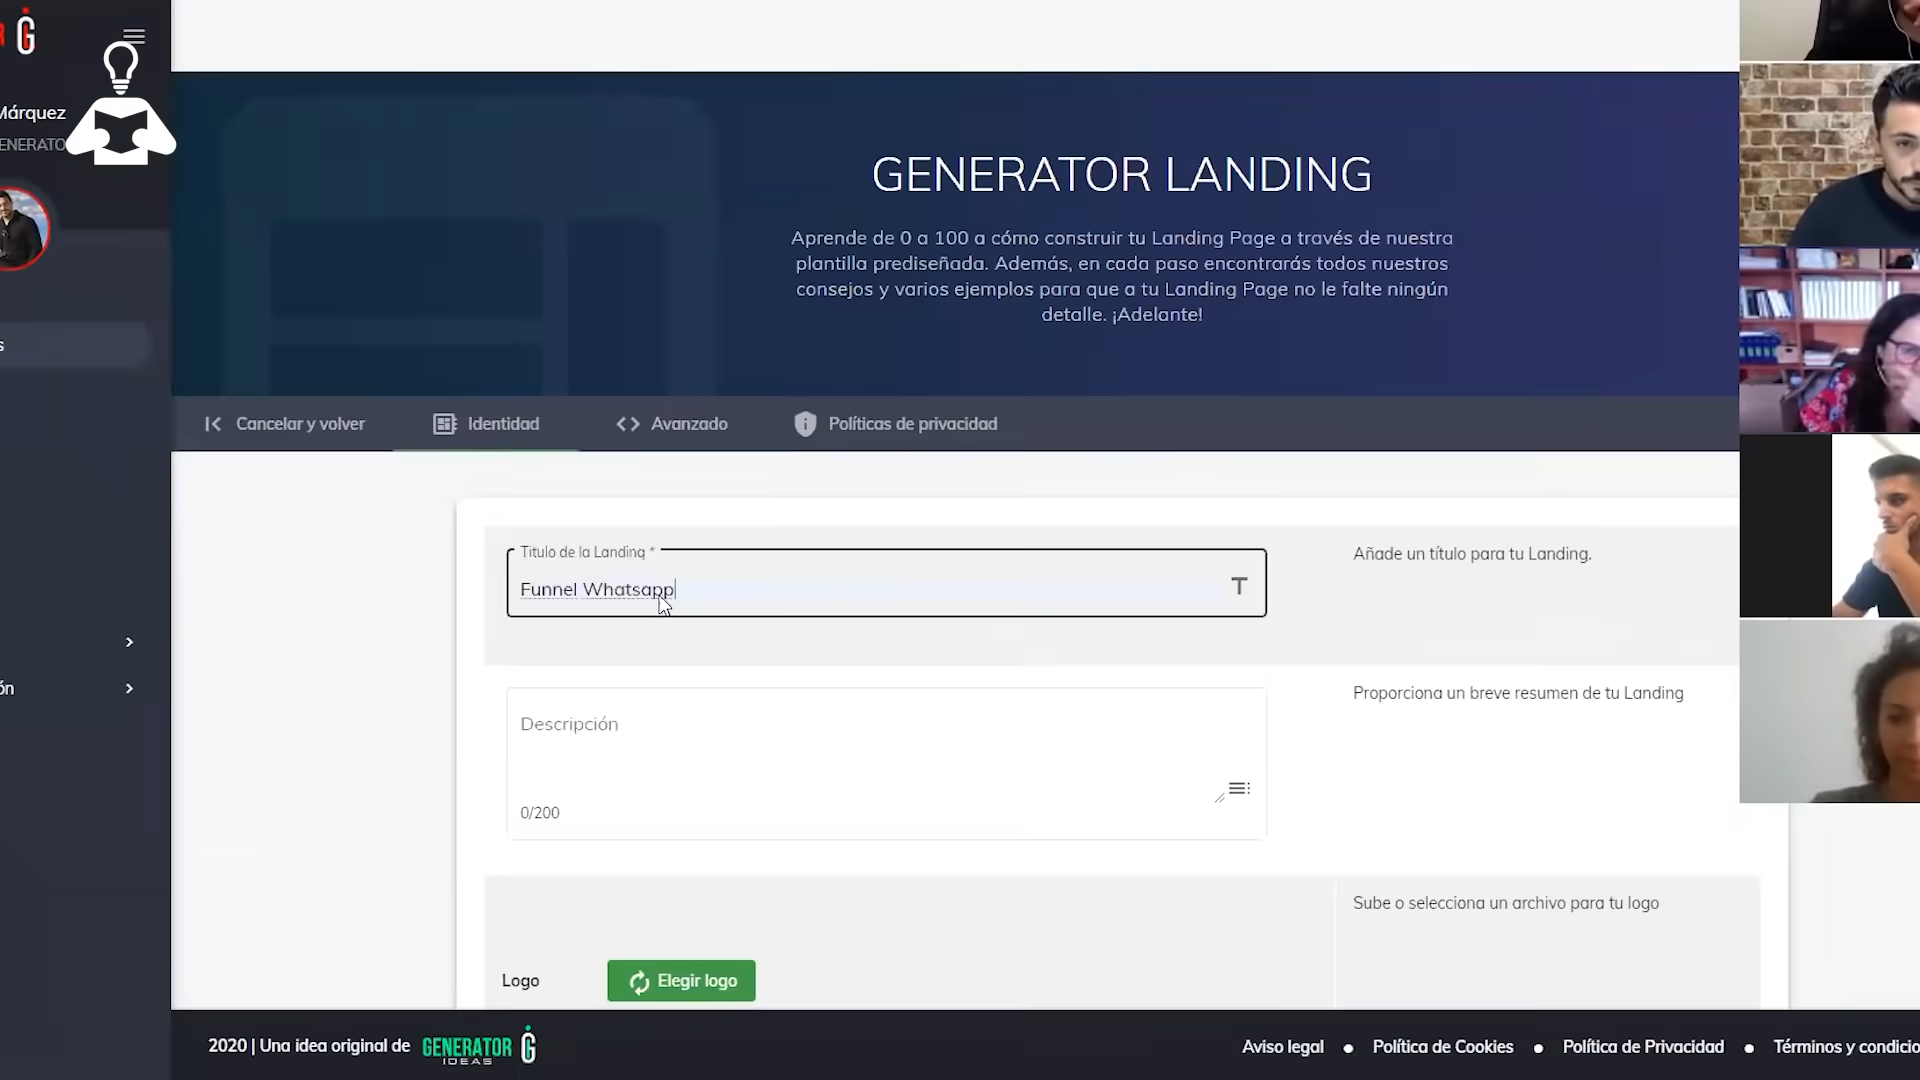 Márquez
GENERATOR LANDING
Aprende de 0 a 100 a cómo construir tu Landing Page a través de nuestra
plantilla prediseñada. Además, en cada paso encontrarás todos nuestros
consejos y varios ejemplos para que a tu Landing Page no le falte ningún
detalle. ¡Adelante!
Cancelar y volver
Identidad
Avanzado
Políticas de privacidad
Titulo de la Landing *
Funnel Whatsapp
Añade un título para tu Landing.
Descripción
0/200
Proporciona un breve resumen de tu Landing
Sube o selecciona un archivo para tu logo
Logo
Elegir logo
2020 | Una idea original de
GENERATOR
IDEAS
Aviso legal
Política de Cookies
Política de Privacidad
Términos y condicio